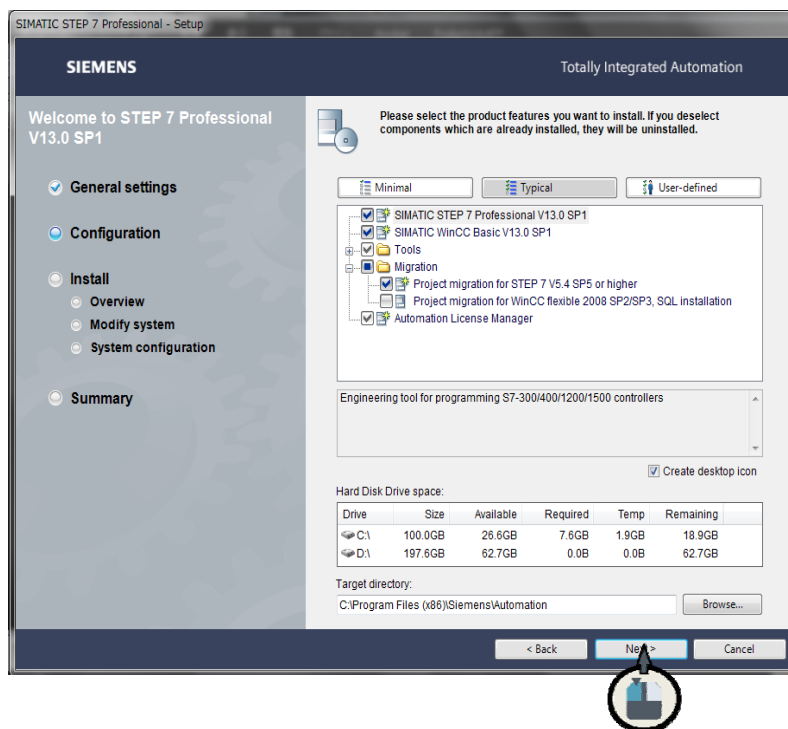 SIMATIC STEP 7 Professional - Setup
SIEMENS
Totally Integrated Automation
Welcome to STEP 7 Professional
V13.0 SP1
General settings
Configuration
Install
Overview
Modify system
System configuration
Summary
Please select the product features you want to install. If you deselect
components which are already installed, they will be uninstalled.
Minimal Typical User-defined
SIMATIC STEP 7 Professional V13.0 SP1
SIMATIC WinCC Basic V13.0 SP1
Tools
Migration
Project migration for STEP 7 V5.4 SP5 or higher
Project migration for WinCC flexible 2008 SP2/SP3, SQL installation
Automation License Manager
Engineering tool for programming S7-300/400/1200/1500 controllers
Create desktop icon
Hard Disk Drive space:
Drive Size Available Required Temp Remaining
C:\ 100.0GB 26.6GB 7.6GB 1.9GB 18.9GB
D:\ 197.6GB 62.7GB 0.0B 0.0B 62.7GB
Target directory:
C:\Program Files (x86)\Siemens\Automation Browse...
< Back Next > Cancel